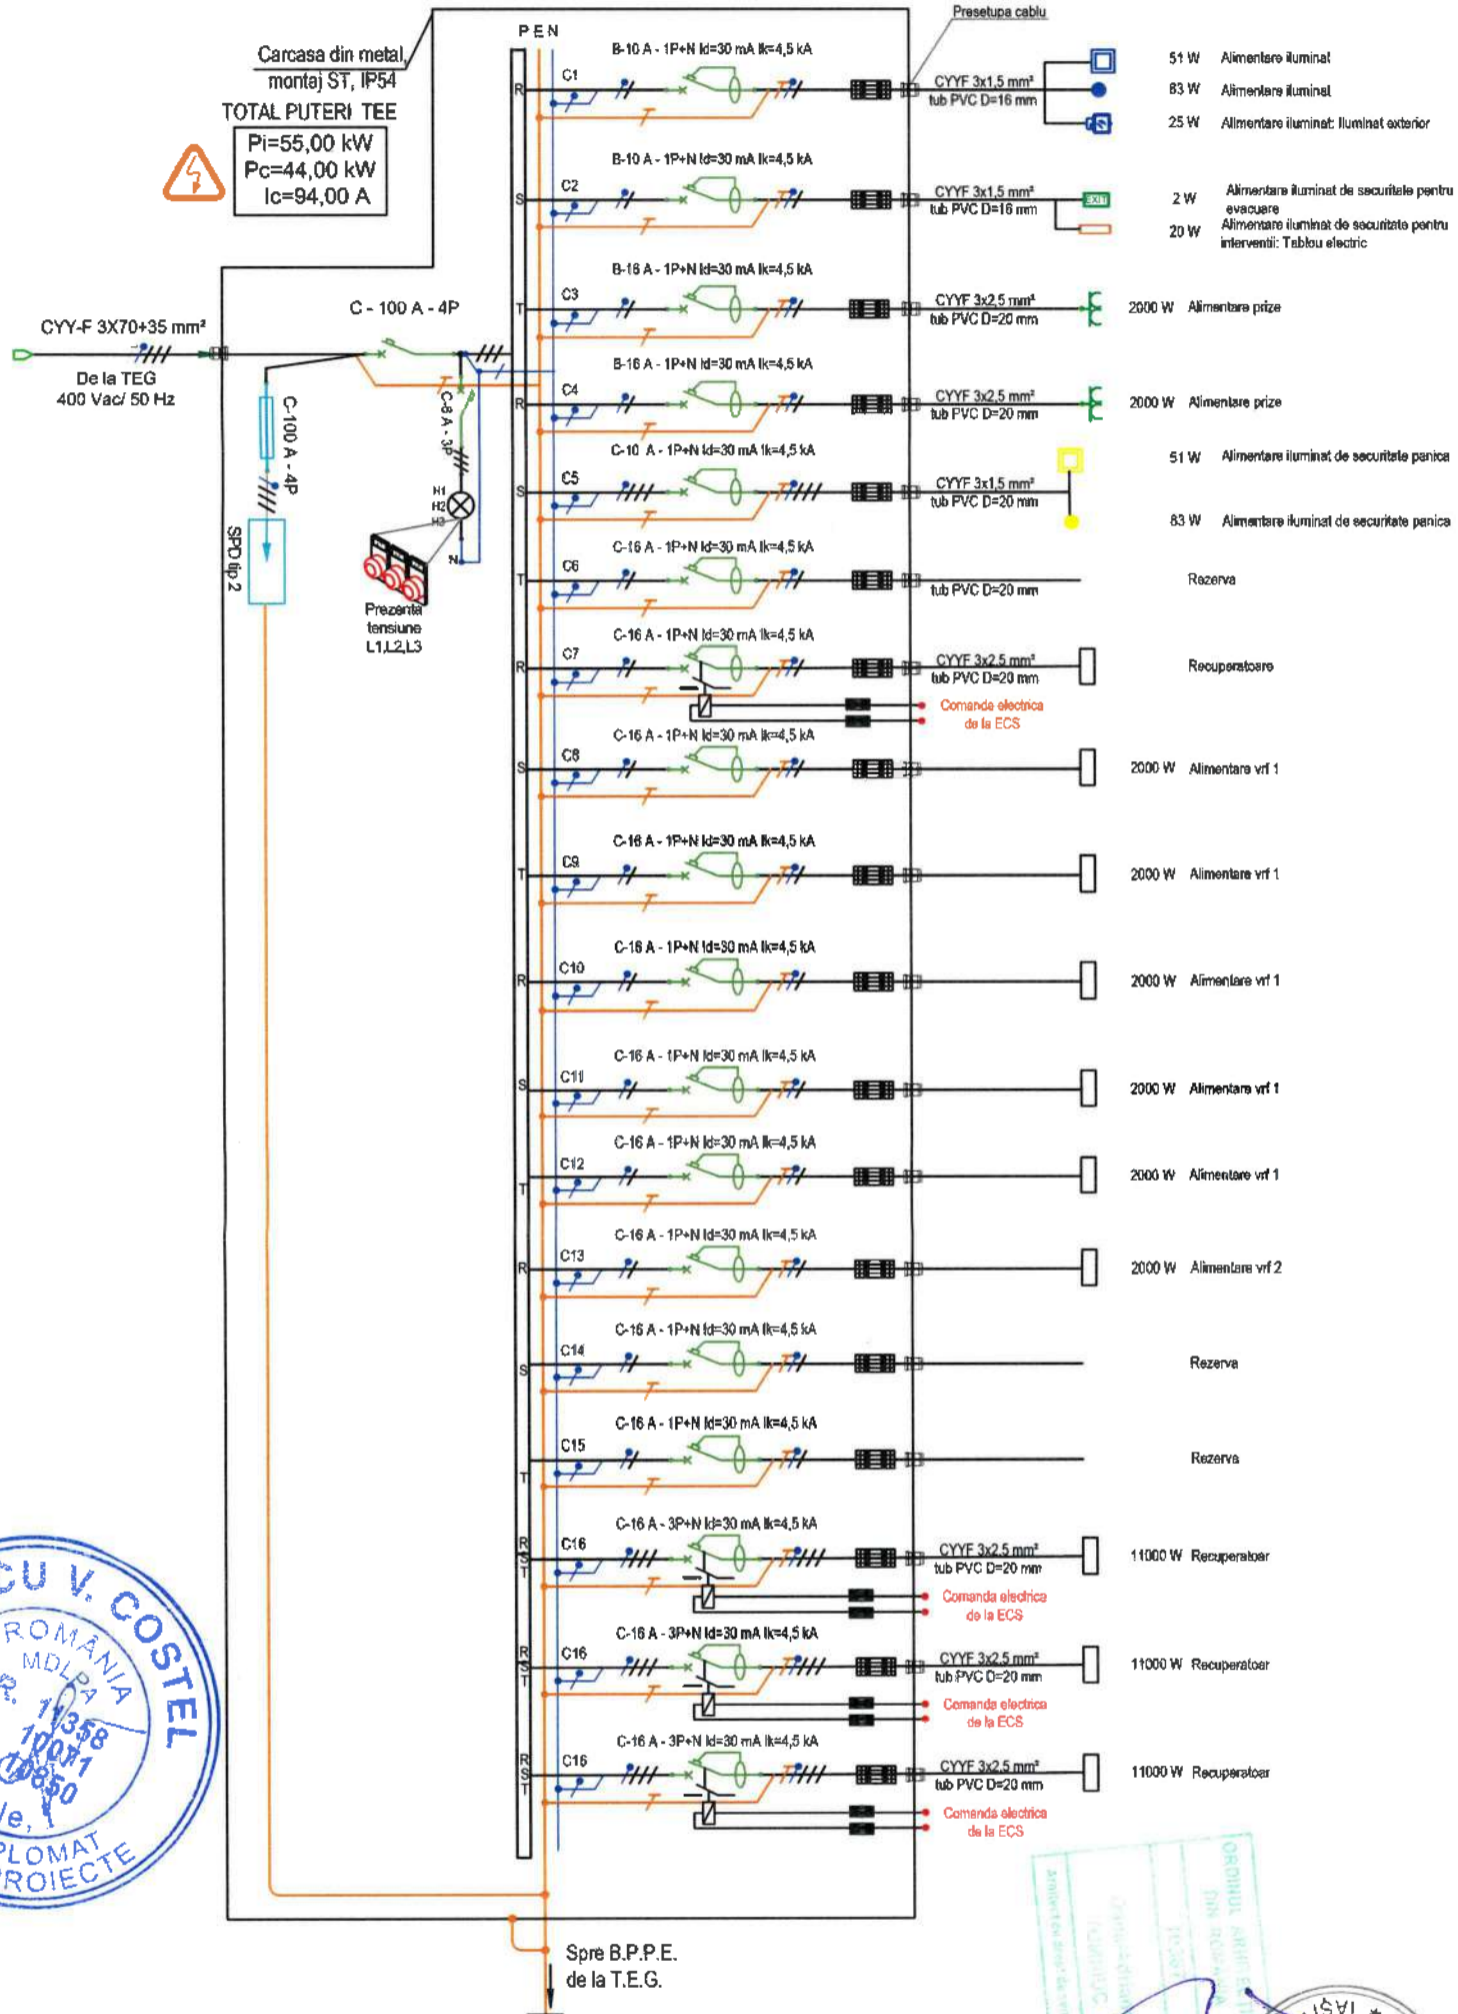 Presetupa cablu
P E N
Carcasa din metal,
montaj ST, IP54
TOTAL PUTERI TEE
Pi=55,00 kW
Pc=44,00 kW
Ic=94,00 A
B-10 A - 1P+N Id=30 mA Ik=4,5 kA
R
C1
CYYF 3x1,5 mm²
tub PVC D=16 mm
51 W Alimentare iluminat
83 W Alimentare iluminat
25 W Alimentare iluminat: Iluminat exterior
B-10 A - 1P+N Id=30 mA Ik=4,5 kA
S
C2
CYYF 3x1,5 mm²
tub PVC D=16 mm
EXIT
2 W Alimentare iluminat de securitate pentru
evacuare
20 W Alimentare iluminat de securitate pentru
interventii: Tablou electric
B-16 A - 1P+N Id=30 mA Ik=4,5 kA
T
C3
CYYF 3x2,5 mm²
tub PVC D=20 mm
2000 W Alimentare prize
CYY-F 3X70+35 mm²
De la TEG
400 Vac/ 50 Hz
C - 100 A - 4P
C-100 A - 4P
SPD tip 2
C-6 A - 3P
H1
H2
H3
N
Prezenta
tensiune
L1,L2,L3
B-16 A - 1P+N Id=30 mA Ik=4,5 kA
R
C4
CYYF 3x2,5 mm²
tub PVC D=20 mm
2000 W Alimentare prize
C-10 A - 1P+N Id=30 mA Ik=4,5 kA
S
C5
CYYF 3x1,5 mm²
tub PVC D=20 mm
51 W Alimentare iluminat de securitate panica
83 W Alimentare iluminat de securitate panica
C-16 A - 1P+N Id=30 mA Ik=4,5 kA
T
C6
tub PVC D=20 mm
Rezerva
C-16 A - 1P+N Id=30 mA Ik=4,5 kA
R
C7
CYYF 3x2,5 mm²
tub PVC D=20 mm
Recuperatoare
Comanda electrica
de la ECS
C-16 A - 1P+N Id=30 mA Ik=4,5 kA
S
C8
2000 W Alimentare vrf 1
C-16 A - 1P+N Id=30 mA Ik=4,5 kA
T
C9
2000 W Alimentare vrf 1
C-16 A - 1P+N Id=30 mA Ik=4,5 kA
R
C10
2000 W Alimentare vrf 1
C-16 A - 1P+N Id=30 mA Ik=4,5 kA
S
C11
2000 W Alimentare vrf 1
C-16 A - 1P+N Id=30 mA Ik=4,5 kA
T
C12
2000 W Alimentare vrf 1
C-16 A - 1P+N Id=30 mA Ik=4,5 kA
R
C13
2000 W Alimentare vrf 2
C-16 A - 1P+N Id=30 mA Ik=4,5 kA
S
C14
Rezerva
C-16 A - 1P+N Id=30 mA Ik=4,5 kA
T
C15
Rezerva
C-16 A - 3P+N Id=30 mA Ik=4,5 kA
R
S
T
C16
CYYF 3x2,5 mm²
tub PVC D=20 mm
11000 W Recuperatoar
Comanda electrica
de la ECS
C-16 A - 3P+N Id=30 mA Ik=4,5 kA
R
S
T
C16
CYYF 3x2,5 mm²
tub PVC D=20 mm
11000 W Recuperatoar
Comanda electrica
de la ECS
C-16 A - 3P+N Id=30 mA Ik=4,5 kA
R
S
T
C16
CYYF 3x2,5 mm²
tub PVC D=20 mm
11000 W Recuperatoar
Comanda electrica
de la ECS
Spre B.P.P.E.
de la T.E.G.
CU V. COSTEL
ROMÂNIA
MDLPA
11358
10071
10850
PLOMAT
PROIECTE
ORDINUL
DIN ROMANIA
IAȘI